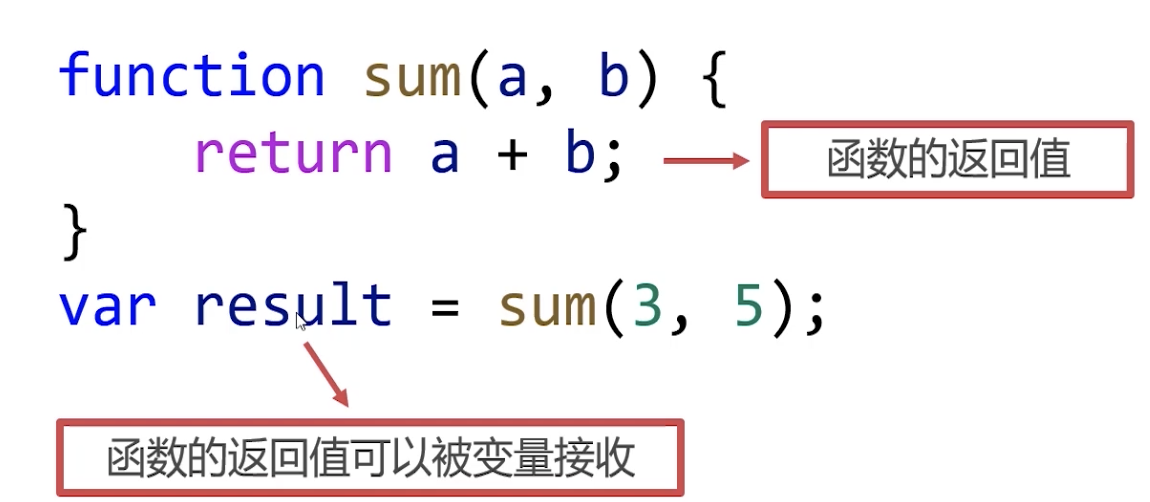 function sum(a, b) {
    return a + b;
函数的返回值
}
var result = sum(3, 5);
函数的返回值可以被变量接收